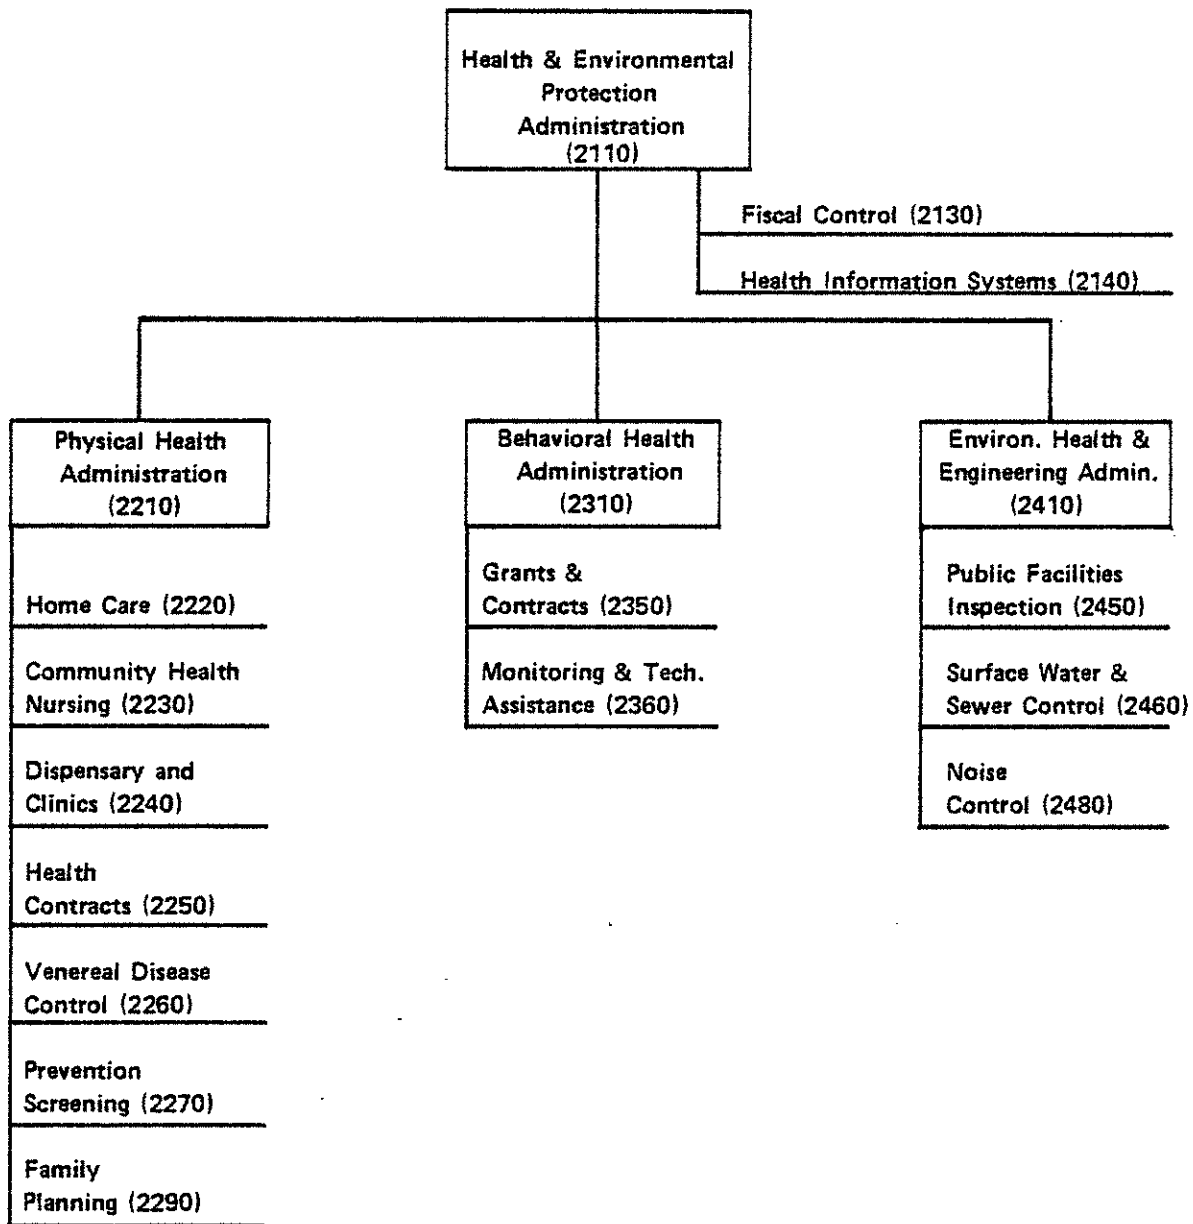 Health & Environmental
Protection
Administration
(2110)
Fiscal Control (2130)
Health Information Systems (2140)
Physical Health
Administration
(2210)
Home Care (2220)
Community Health
Nursing (2230)
Dispensary and
Clinics (2240)
Health
Contracts (2250)
Venereal Disease
Control (2260)
Prevention
Screening (2270)
Family
Planning (2290)
Behavioral Health
Administration
(2310)
Grants &
Contracts (2350)
Monitoring & Tech.
Assistance (2360)
Environ. Health &
Engineering Admin.
(2410)
Public Facilities
Inspection (2450)
Surface Water &
Sewer Control (2460)
Noise
Control (2480)